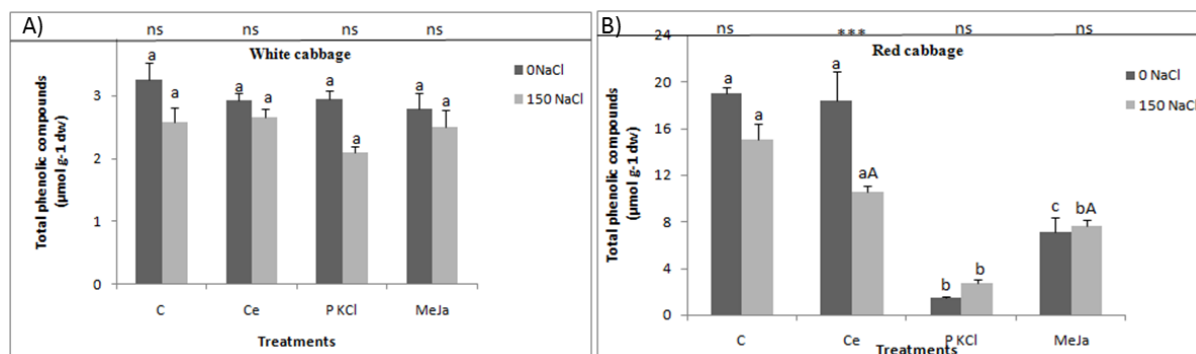 A)
ns ns ns ns
White cabbage
Total phenolic compounds
(µmol g-1 dw)
3
2
1
0
a a a a a a a a
0NaCl
150 NaCl
C Ce P KCl MeJa
Treatments
B)
ns *** ns ns
Red cabbage
Total phenolic compounds
(µmol g-1 dw)
24
20
16
12
8
4
0
a a a aA b b c bA
0 NaCl
150 NaCl
C Ce P KCl MeJa
Treatments